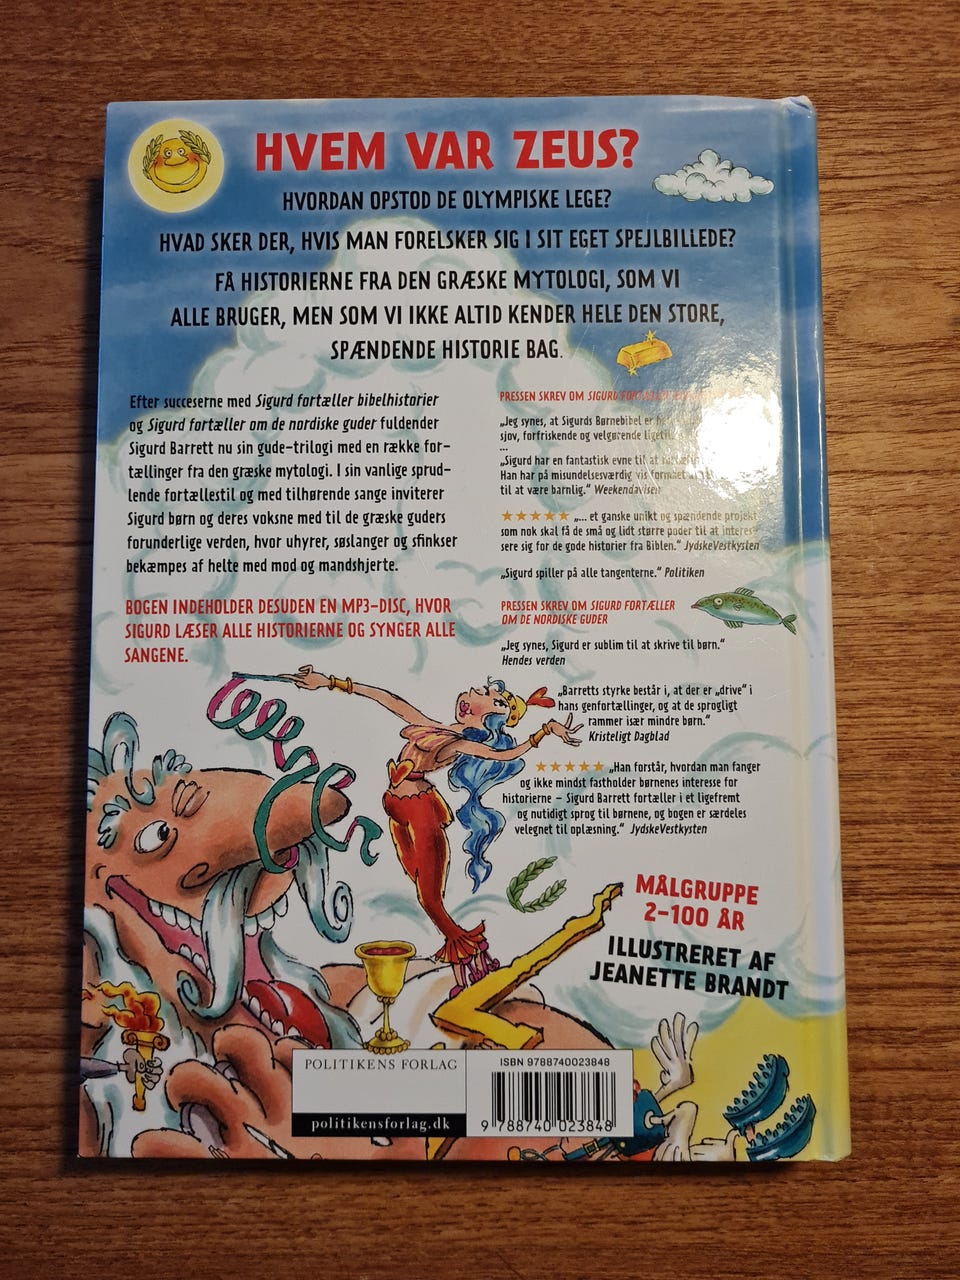 HVEM VAR ZEUS?
HVORDAN OPSTOD DE OLYMPISKE LEGE?
HVAD SKER DER, HVIS MAN FORELSKER SIG I SIT EGET SPEJLBILLEDE?
FÅ HISTORIERNE FRA DEN GRÆSKE MYTOLOGI, SOM VI
ALLE BRUGER, MEN SOM VI IKKE ALTID KENDER HELE DEN STORE,
SPÆNDENDE HISTORIE BAG.
Efter succeserne med Sigurd fortæller bibelhistorier
og Sigurd fortæller om de nordiske guder fuldender
Sigurd Barrett nu sin gude-trilogi med en række for-
tællinger fra den græske mytologi. I sin vanlige spru-
dlende fortællestil og med tilhørende sange inviterer
Sigurd børn og deres voksne med til de græske guders
forunderlige verden, hvor uhyrer, søslanger og sfinkser
bekæmpes af helte med mod og mandshjerte.
BOGEN INDEHOLDER DESUDEN EN MP3-DISC, HVOR
SIGURD LÆSER ALLE HISTORIERNE OG SYNGER ALLE
SANGENE.
PRESSEN SKREV OM SIGURD
„Jeg synes, at Sigurds Børnebibel er
sjov, forfriskende og velgørende
...
„Sigurd har en fantastisk evne til at
Han har på misundelsesværdig vis
til at være barnlig.“ Weekendavisen
★★★★★ „... et ganske unikt og spændende projekt,
som nok skal få de små og lidt større poder til at interes-
sere sig for de gode historier fra Biblen.“ JydskeVestkysten
„Sigurd spiller på alle tangenterne.“ Politiken
PRESSEN SKREV OM SIGURD FORTÆLLER
OM DE NORDISKE GUDER
„Jeg synes, Sigurd er sublim til at skrive til børn.“
Hendes verden
„Barretts styrke består i, at der er „drive“ i
hans genfortællinger, og at de sprogligt
rammer især mindre børn.“
Kristeligt Dagblad
★★★★★ „Han forstår, hvordan man fanger
og ikke mindst fastholder børnenes interesse for
historierne – Sigurd Barrett fortæller i et ligefremt
og nutidigt sprog til børnene, og bogen er særdeles
velegnet til oplæsning.“ JydskeVestkysten
MÅLGRUPPE
2-100 ÅR
ILLUSTRERET AF
JEANETTE BRANDT
POLITIKENS FORLAG
politikensforlag.dk
ISBN 9788740023848
9 788740 023848